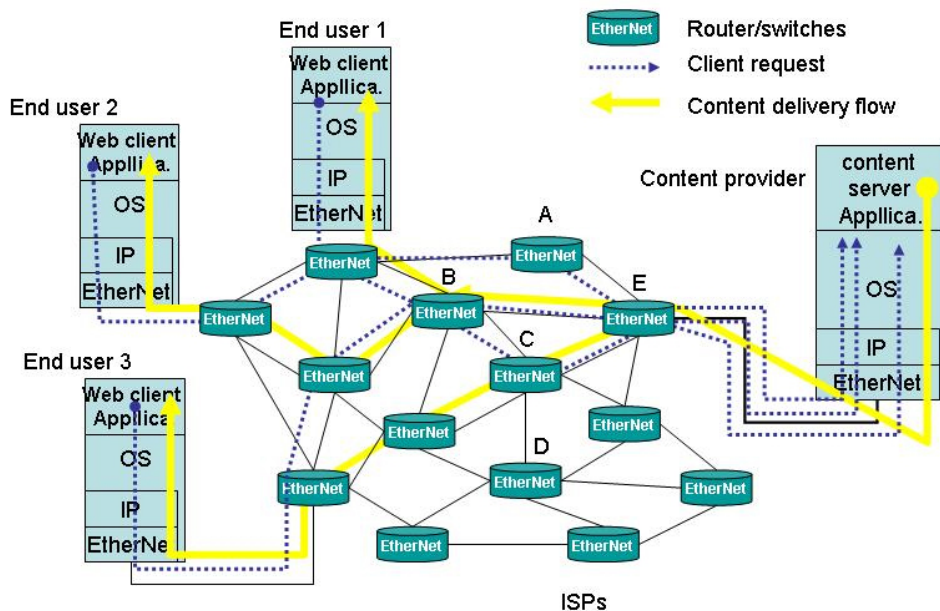 End user 1
Web client
Appllica.
OS
IP
EtherNet
EtherNet
Router/switches
Client request
Content delivery flow
End user 2
Web client
Appllica.
OS
IP
EtherNet
Content provider
content
server
Appllica.
OS
IP
EtherNet
A
B
C
D
E
EtherNet
EtherNet
EtherNet
EtherNet
EtherNet
EtherNet
EtherNet
EtherNet
EtherNet
EtherNet
EtherNet
EtherNet
EtherNet
EtherNet
End user 3
Web client
Appllica.
OS
IP
EtherNet
ISPs